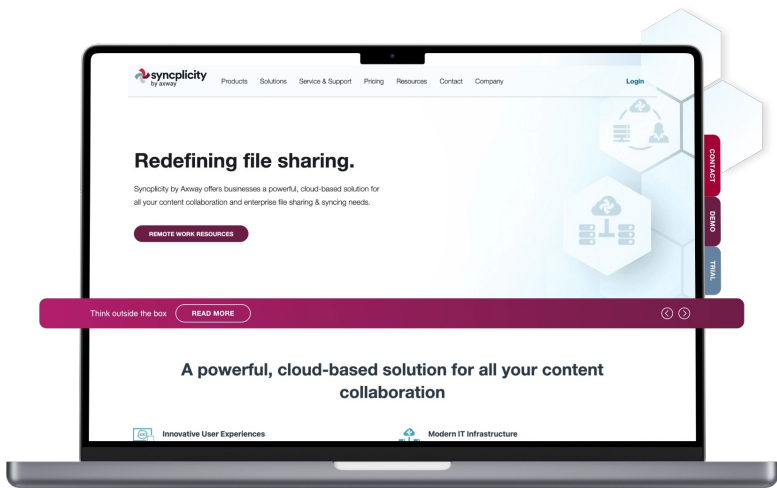 syncplicity
by axway
Products Solutions Service & Support Pricing Resources Contact Company Login
Redefining file sharing.
Syncplicity by Axway offers businesses a powerful, cloud-based solution for
all your content collaboration and enterprise file sharing & syncing needs.
REMOTE WORK RESOURCES
CONTACT
DEMO
TRIAL
Think outside the box READ MORE
A powerful, cloud-based solution for all your content
collaboration
Innovative User Experiences Modern IT Infrastructure